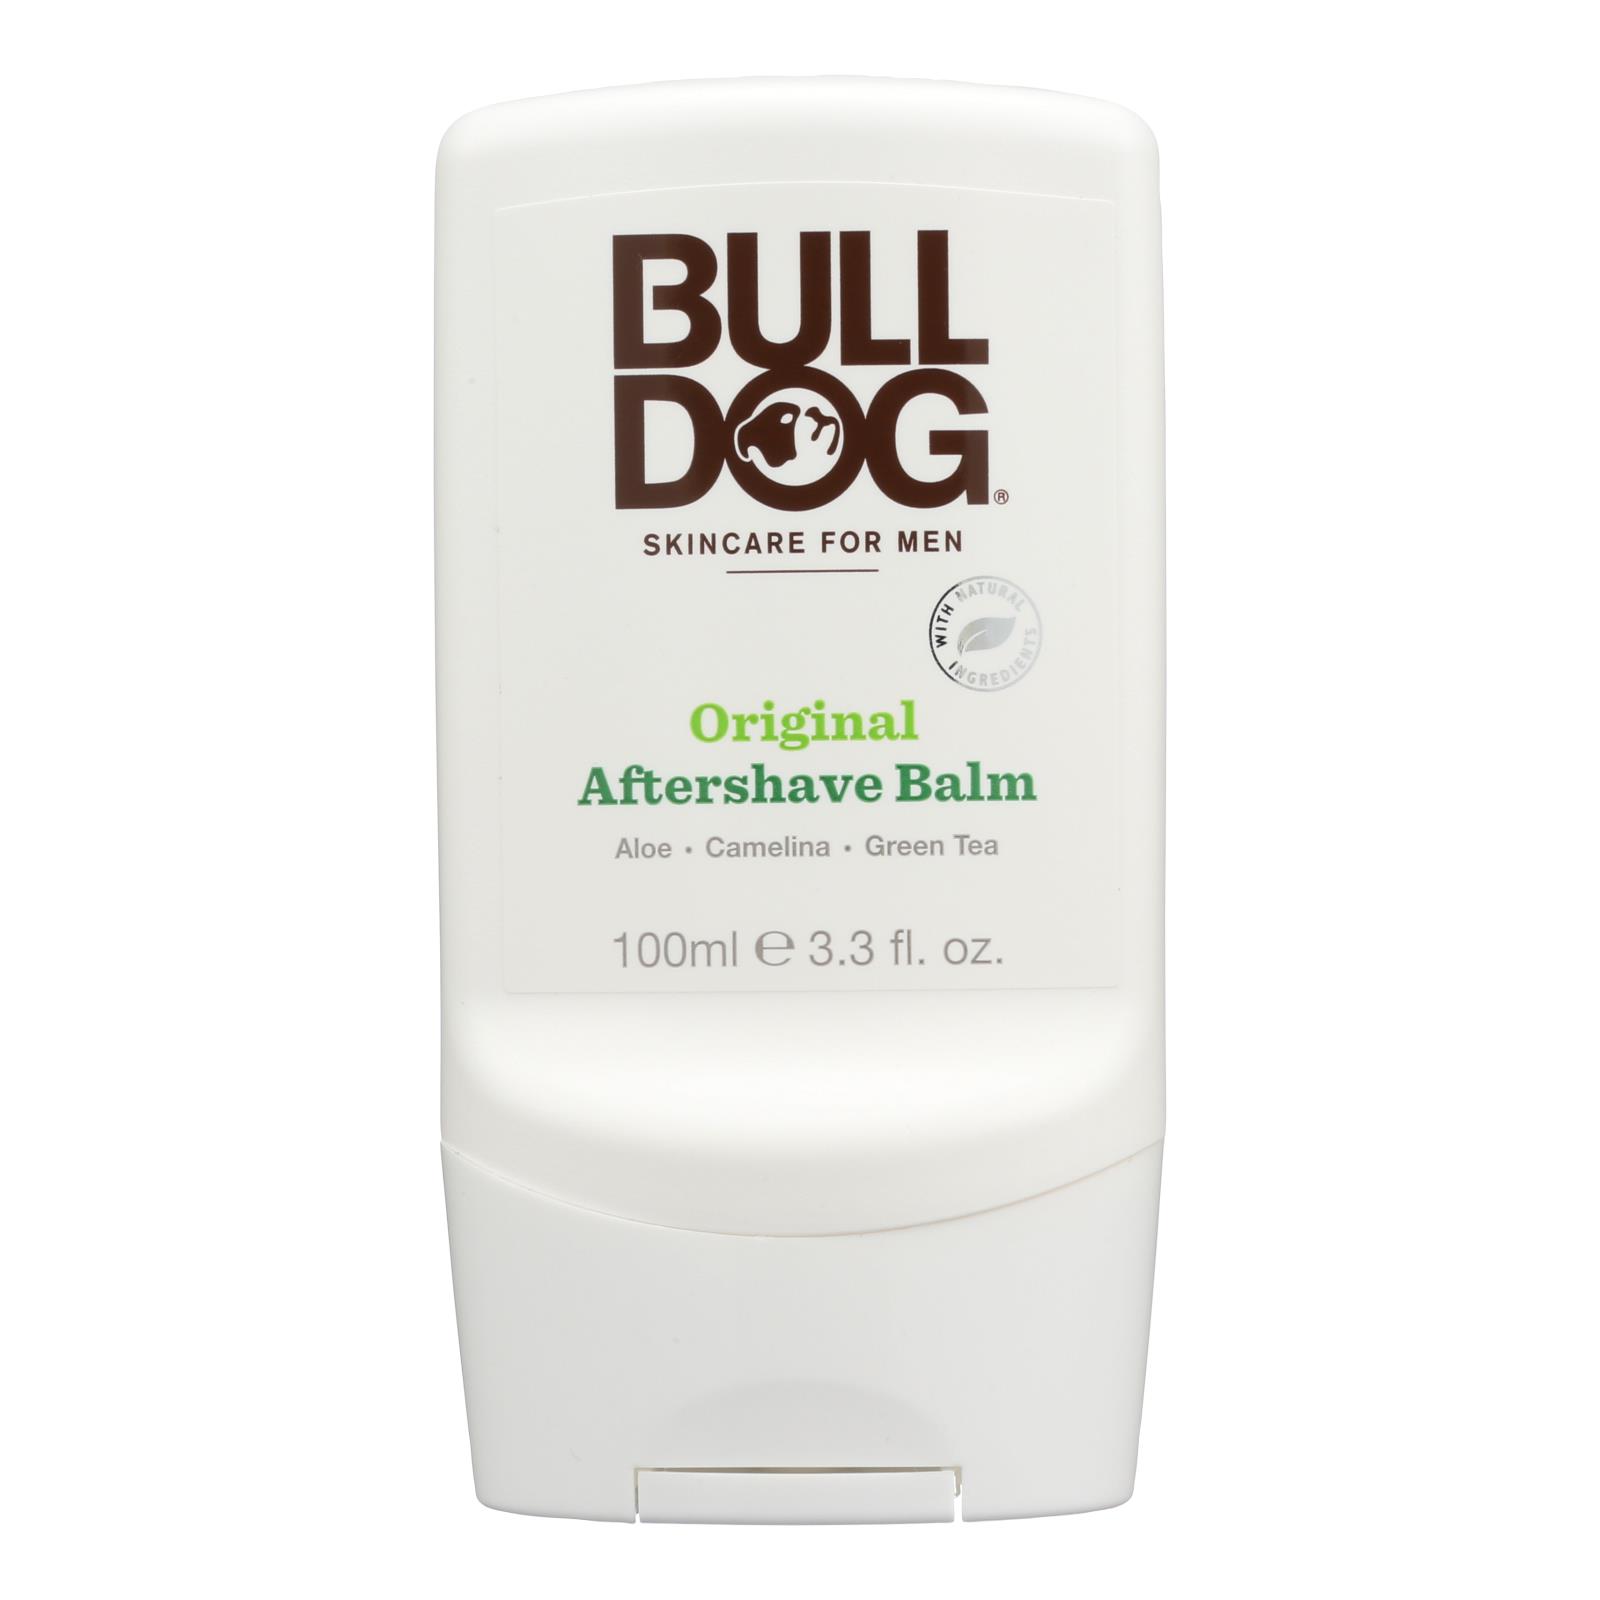 BULL
DOG®
SKINCARE FOR MEN
WITH NATURAL INGREDIENTS
Original
Aftershave Balm
Aloe • Camelina • Green Tea
100ml ℮ 3.3 fl. oz.